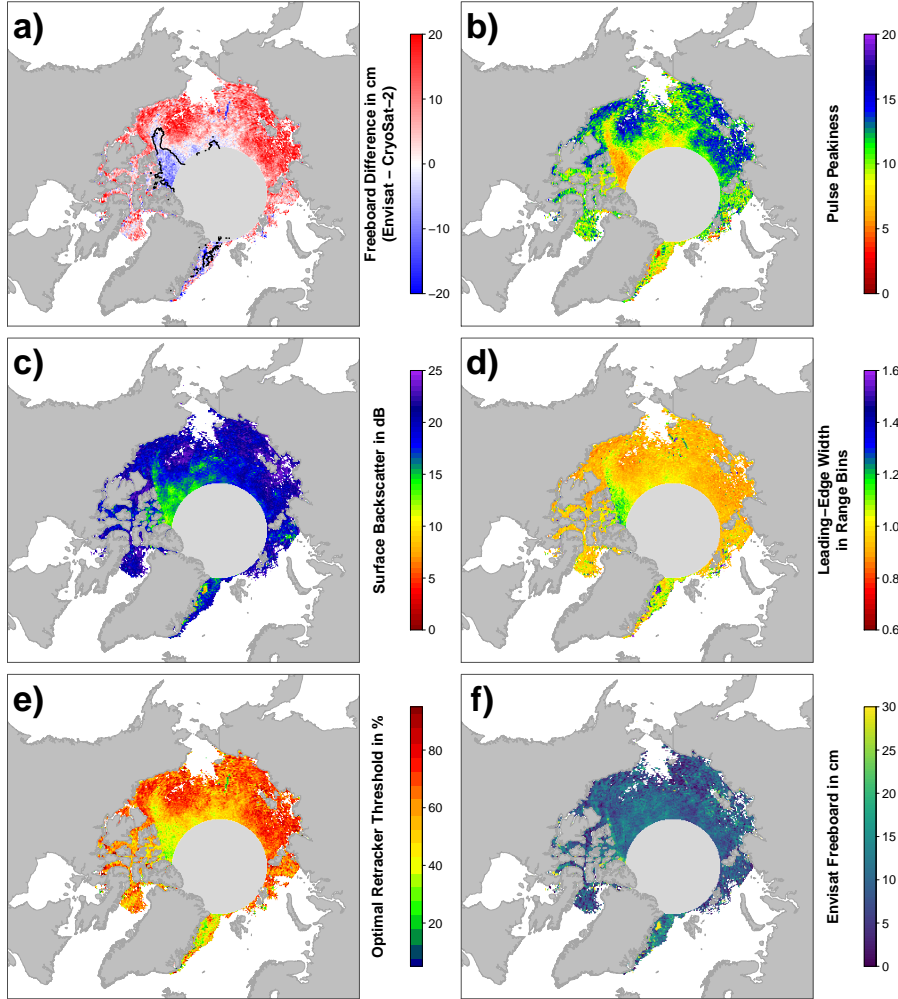 a)
Freeboard Difference in cm
(Envisat − CryoSat−2)
20
10
0
−10
−20
b)
Pulse Peakiness
20
15
10
5
0
c)
Surface Backscatter in dB
25
20
15
10
5
0
d)
Leading−Edge Width
in Range Bins
1.6
1.4
1.2
1.0
0.8
0.6
e)
Optimal Retracker Threshold in %
80
60
40
20
f)
Envisat Freeboard in cm
30
25
20
15
10
5
0